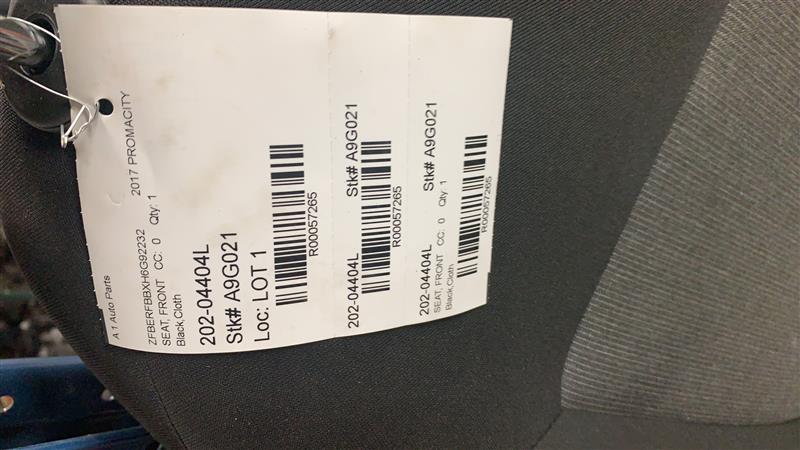 A 1 Auto Parts
ZFBERFBBXH6G92232 2017 PROMACITY
SEAT, FRONT CC: 0 Qty: 1
Black,Cloth
202-04404L
Stk# A9G021
Loc: LOT 1
R00057265
202-04404L Stk# A9G021
R00057265
202-04404L Stk# A9G021
SEAT, FRONT CC: 0 Qty: 1
Black,Cloth
R00057265